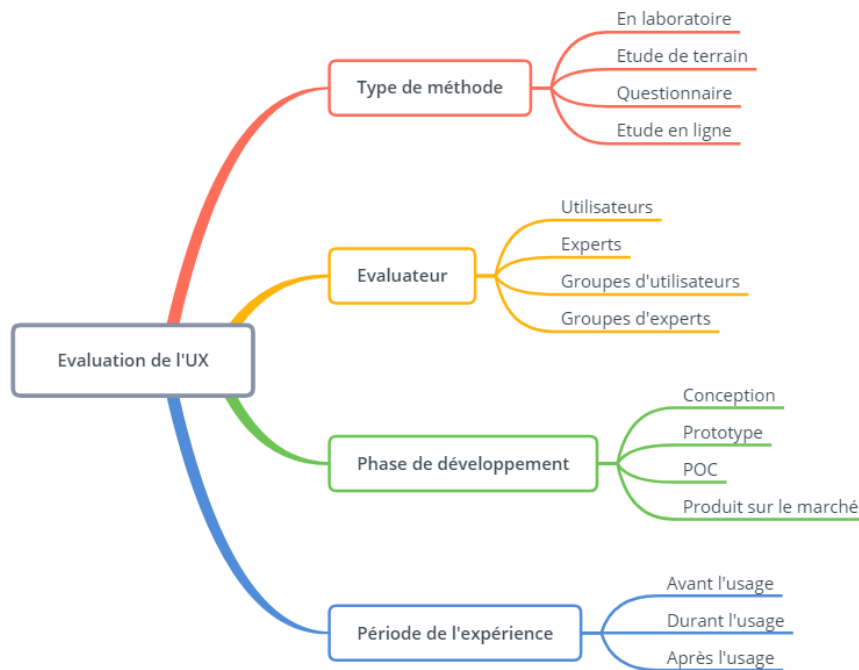 Evaluation de l'UX
Type de méthode
En laboratoire
Etude de terrain
Questionnaire
Etude en ligne
Evaluateur
Utilisateurs
Experts
Groupes d'utilisateurs
Groupes d'experts
Phase de développement
Conception
Prototype
POC
Produit sur le marché
Période de l'expérience
Avant l'usage
Durant l'usage
Après l'usage